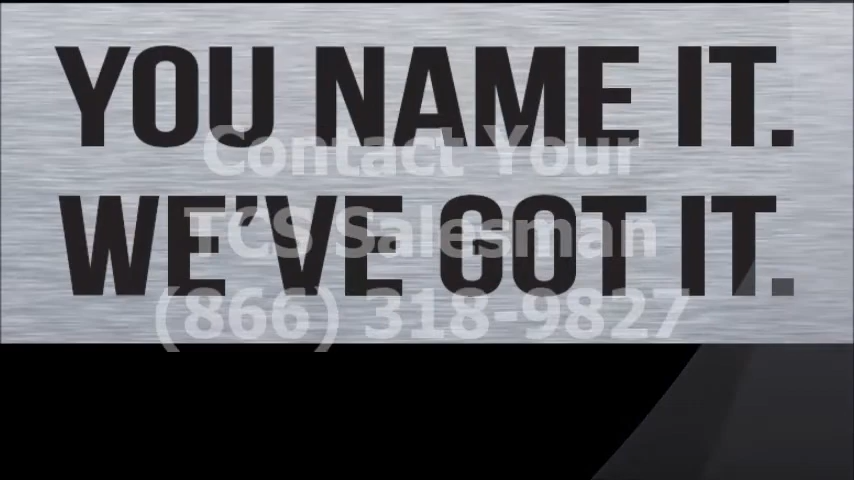 YOU NAME IT.
Contact Your
WE'VE GOT IT.
TCS Salesman
(866) 318-9827